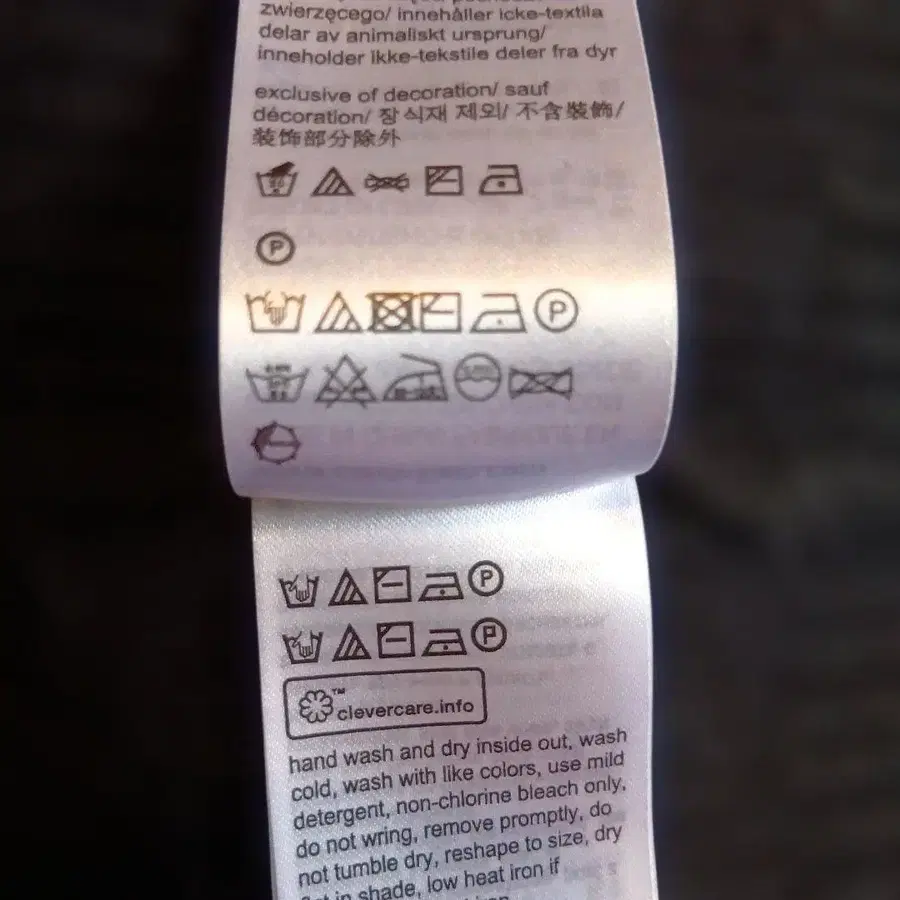 zwierzęcego/ innehåller icke-textila
delar av animaliskt ursprung/
inneholder ikke-tekstile deler fra dyr
exclusive of decoration/ sauf
décoration/ 장식재 제외/ 不含裝飾/
装饰部分除外
P
P
P
P
™
clevercare.info
hand wash and dry inside out, wash
cold, wash with like colors, use mild
detergent, non-chlorine bleach only,
do not wring, remove promptly, do
not tumble dry, reshape to size, dry
in shade, low heat iron if